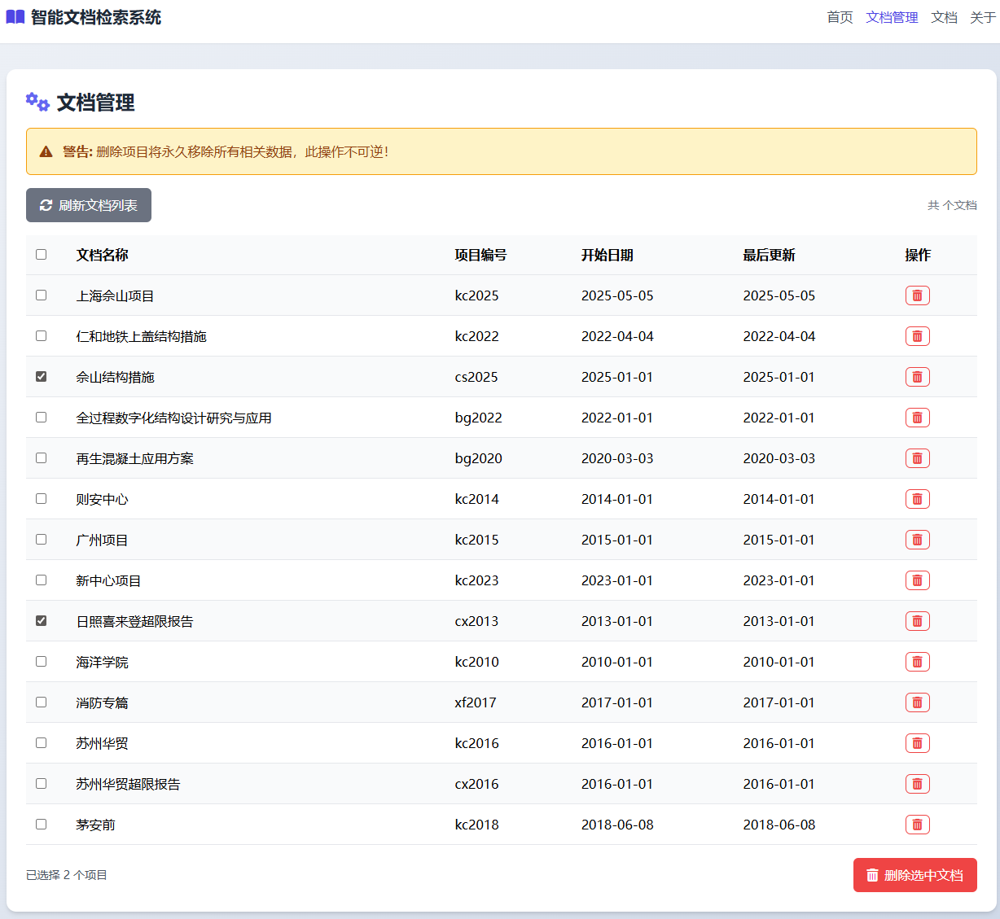 智能文档检索系统 首页 文档管理 文档 关于
文档管理
警告: 删除项目将永久移除所有相关数据，此操作不可逆！
刷新文档列表 共 个文档
文档名称 项目编号 开始日期 最后更新 操作
上海佘山项目 kc2025 2025-05-05 2025-05-05
仁和地铁上盖结构措施 kc2022 2022-04-04 2022-04-04
佘山结构措施 cs2025 2025-01-01 2025-01-01
全过程数字化结构设计研究与应用 bg2022 2022-01-01 2022-01-01
再生混凝土应用方案 bg2020 2020-03-03 2020-03-03
则安中心 kc2014 2014-01-01 2014-01-01
广州项目 kc2015 2015-01-01 2015-01-01
新中心项目 kc2023 2023-01-01 2023-01-01
日照喜来登超限报告 cx2013 2013-01-01 2013-01-01
海洋学院 kc2010 2010-01-01 2010-01-01
消防专篇 xf2017 2017-01-01 2017-01-01
苏州华贸 kc2016 2016-01-01 2016-01-01
苏州华贸超限报告 cx2016 2016-01-01 2016-01-01
茅安前 kc2018 2018-06-08 2018-06-08
已选择 2 个项目 删除选中文档